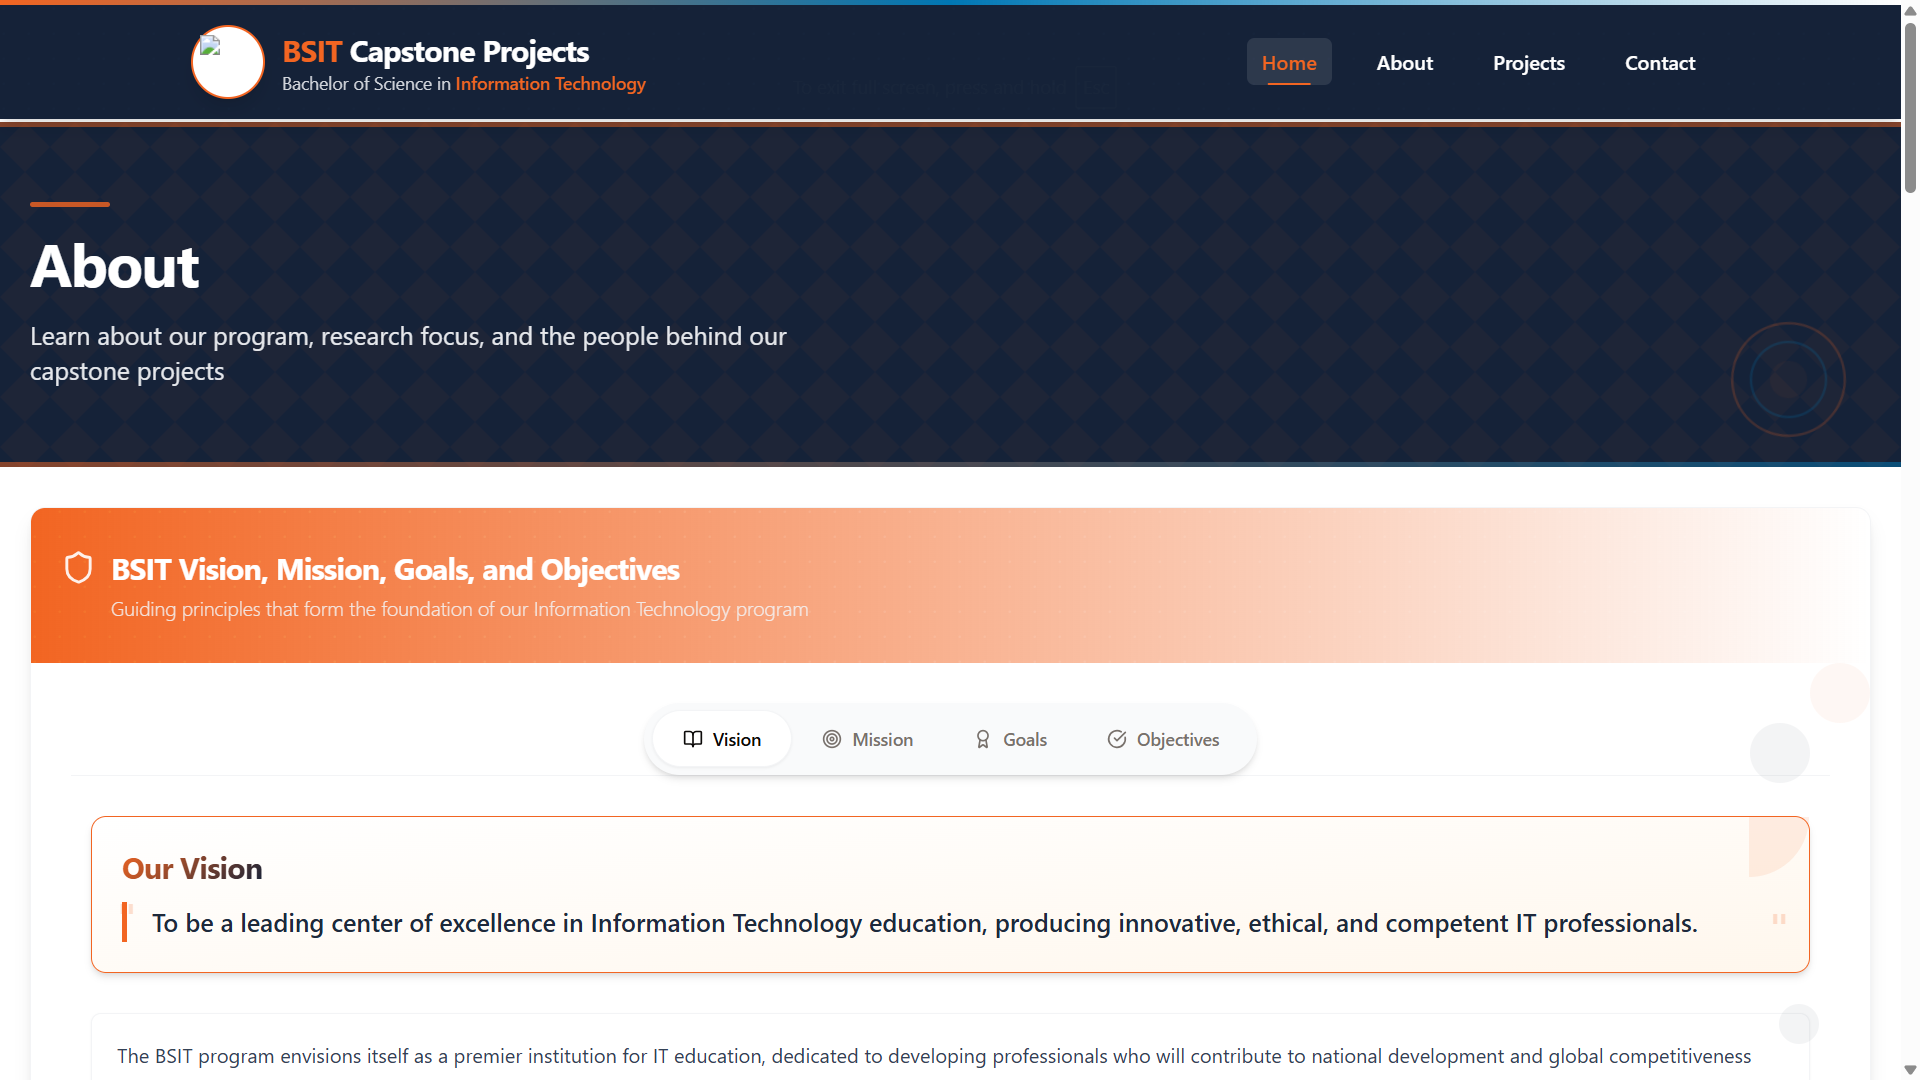 BSIT Capstone Projects
Bachelor of Science in Information Technology
Home About Projects Contact
About
Learn about our program, research focus, and the people behind our
capstone projects
BSIT Vision, Mission, Goals, and Objectives
Guiding principles that form the foundation of our Information Technology program
Vision Mission Goals Objectives
Our Vision
" To be a leading center of excellence in Information Technology education, producing innovative, ethical, and competent IT professionals. "
The BSIT program envisions itself as a premier institution for IT education, dedicated to developing professionals who will contribute to national development and global competitiveness